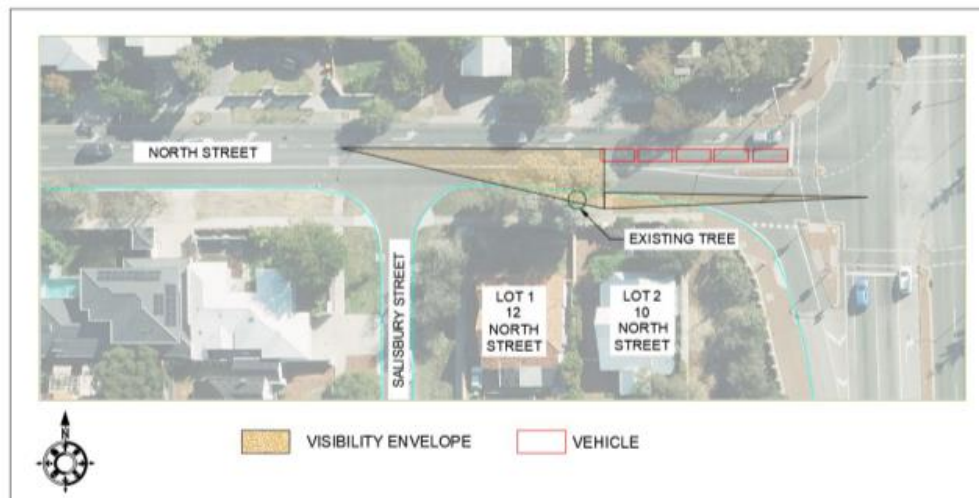 NORTH STREET
EXISTING TREE
SALISBURY STREET
LOT 1
12
NORTH
STREET
LOT 2
10
NORTH
STREET
N
VISIBILITY ENVELOPE
VEHICLE